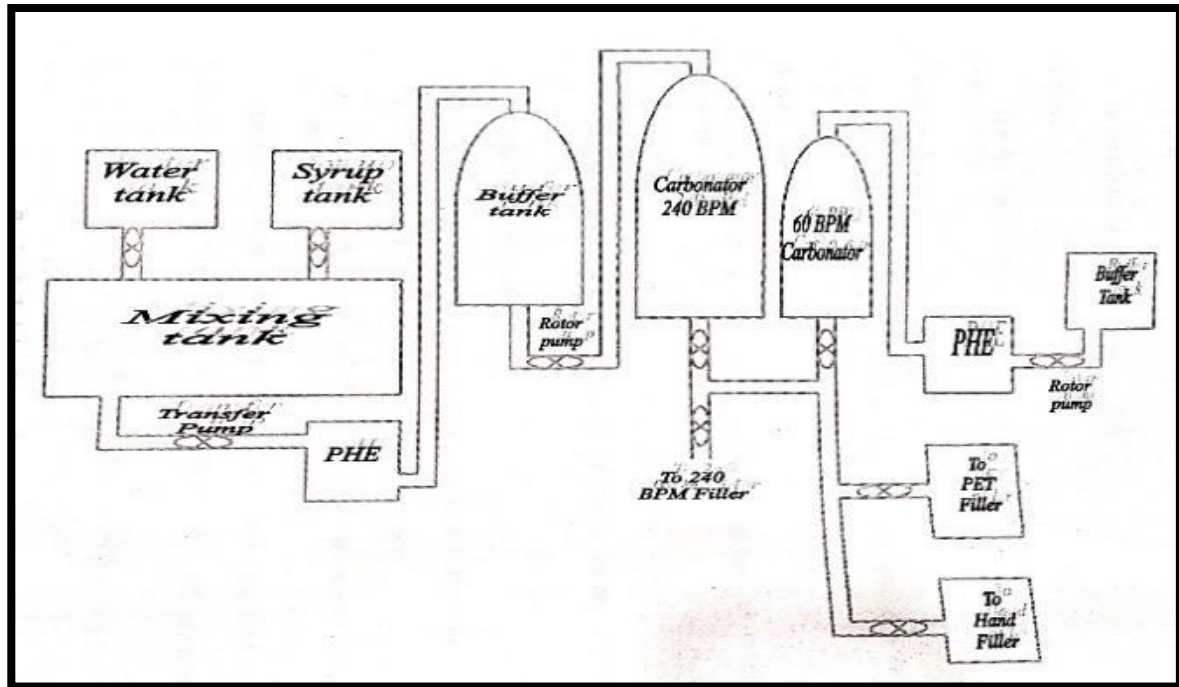 Water
tank
Syrup
tank
Mixing
tank
Transfer
Pump
PHE
Buffer
tank
Rotor
pump
Carbonator
240 BPM
60 BPM
Carbonator
To 240
BPM Filler
PHE
Rotor
pump
Buffer
Tank
To
PET
Filler
To
Hand
Filler